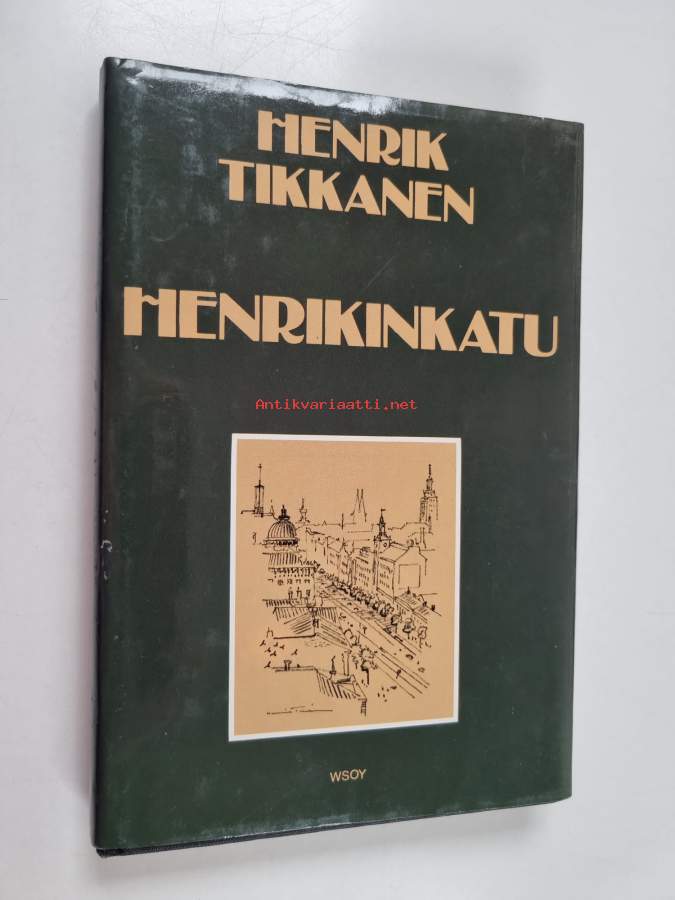 HENRIK
TIKKANEN
HENRIKINKATU
Antikvariaatti.net
WSOY